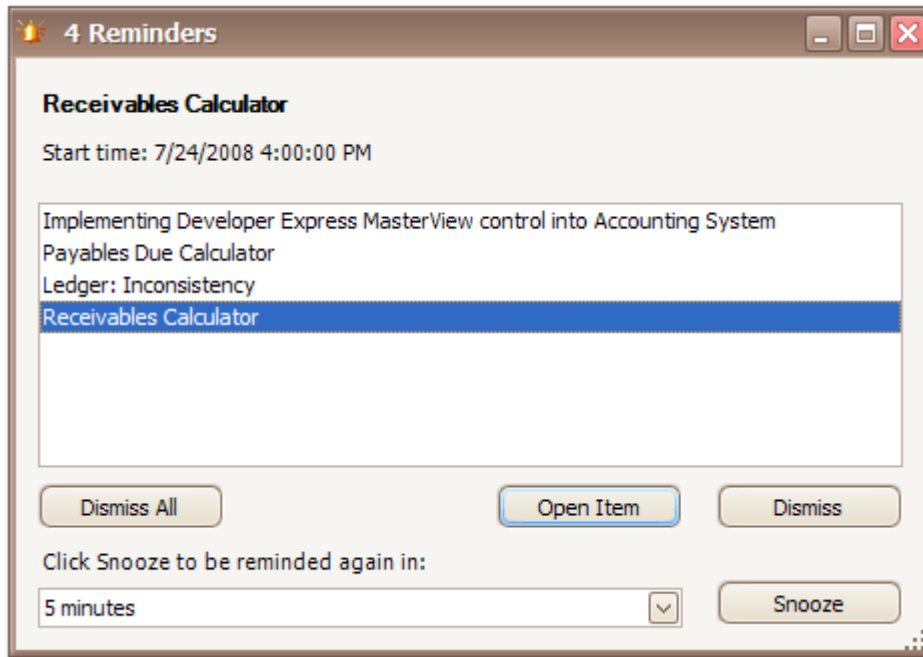 4 Reminders
Receivables Calculator
Start time: 7/24/2008 4:00:00 PM
Implementing Developer Express MasterView control into Accounting System
Payables Due Calculator
Ledger: Inconsistency
Receivables Calculator
Dismiss All
Open Item
Dismiss
Click Snooze to be reminded again in:
5 minutes
Snooze